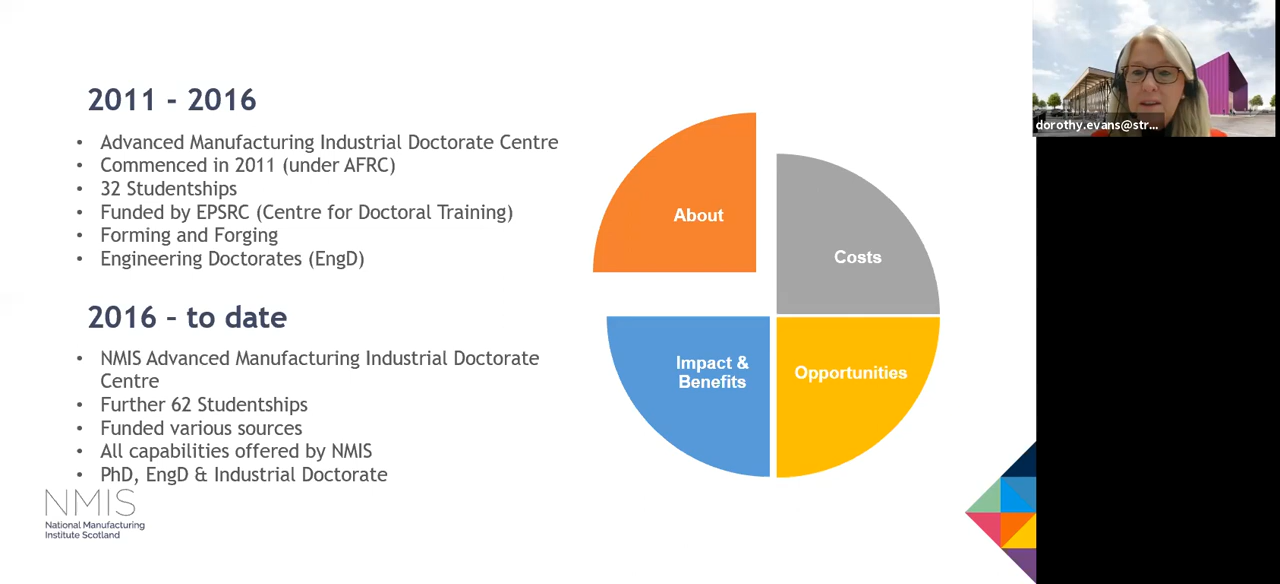 2011 - 2016
• Advanced Manufacturing Industrial Doctorate Centre
• Commenced in 2011 (under AFRC)
• 32 Studentships
• Funded by EPSRC (Centre for Doctoral Training)
• Forming and Forging
• Engineering Doctorates (EngD)
2016 – to date
• NMIS Advanced Manufacturing Industrial Doctorate
Centre
• Further 62 Studentships
• Funded various sources
• All capabilities offered by NMIS
• PhD, EngD & Industrial Doctorate
NMIS
National Manufacturing
Institute Scotland
About
Costs
Impact &
Benefits
Opportunities
dorothy.evans@str...